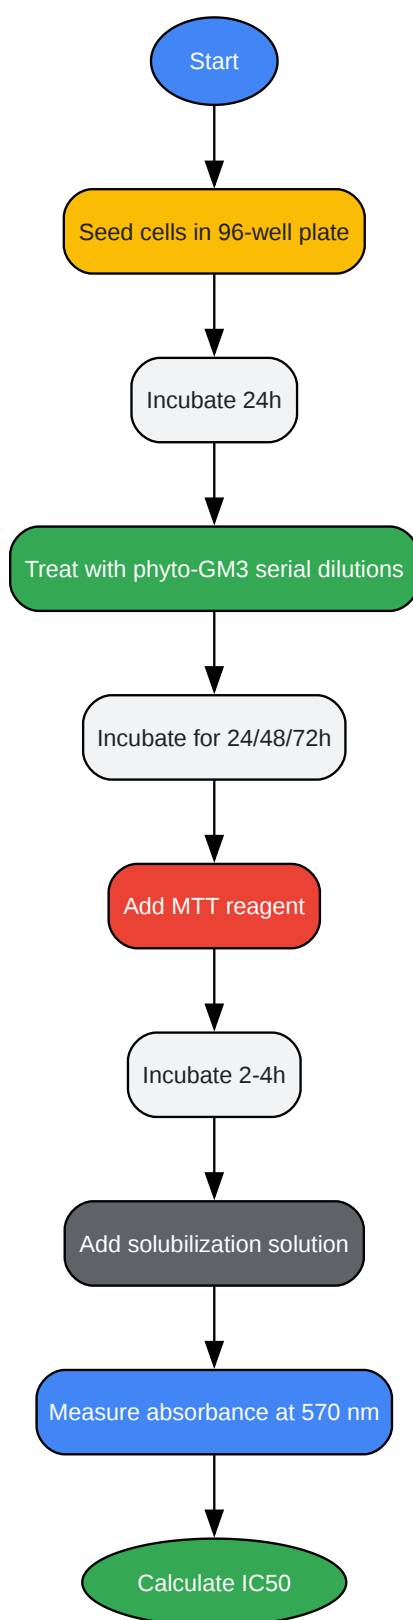 Start
Seed cells in 96-well plate
Incubate 24h
Treat with phyto-GM3 serial dilutions
Incubate for 24/48/72h
Add MTT reagent
Incubate 2-4h
Add solubilization solution
Measure absorbance at 570 nm
Calculate IC50